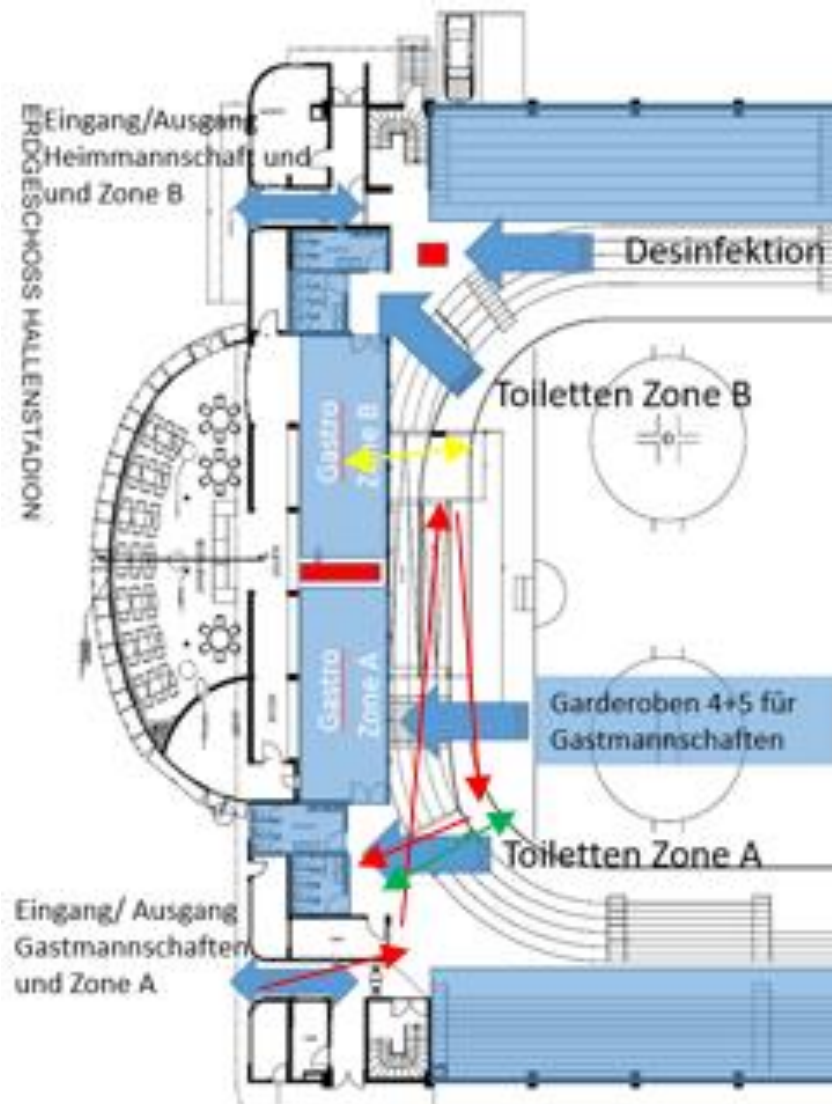 ERDGESCHOSS HALLENSTADION
Eingang/Ausgang
Heimmannschaft und
und Zone B
Desinfektion
Toiletten Zone B
Gastro
Zone B
Gastro
Zone A
Garderoben 4+5 für
Gastmannschaften
Toiletten Zone A
Eingang/ Ausgang
Gastmannschaften
und Zone A